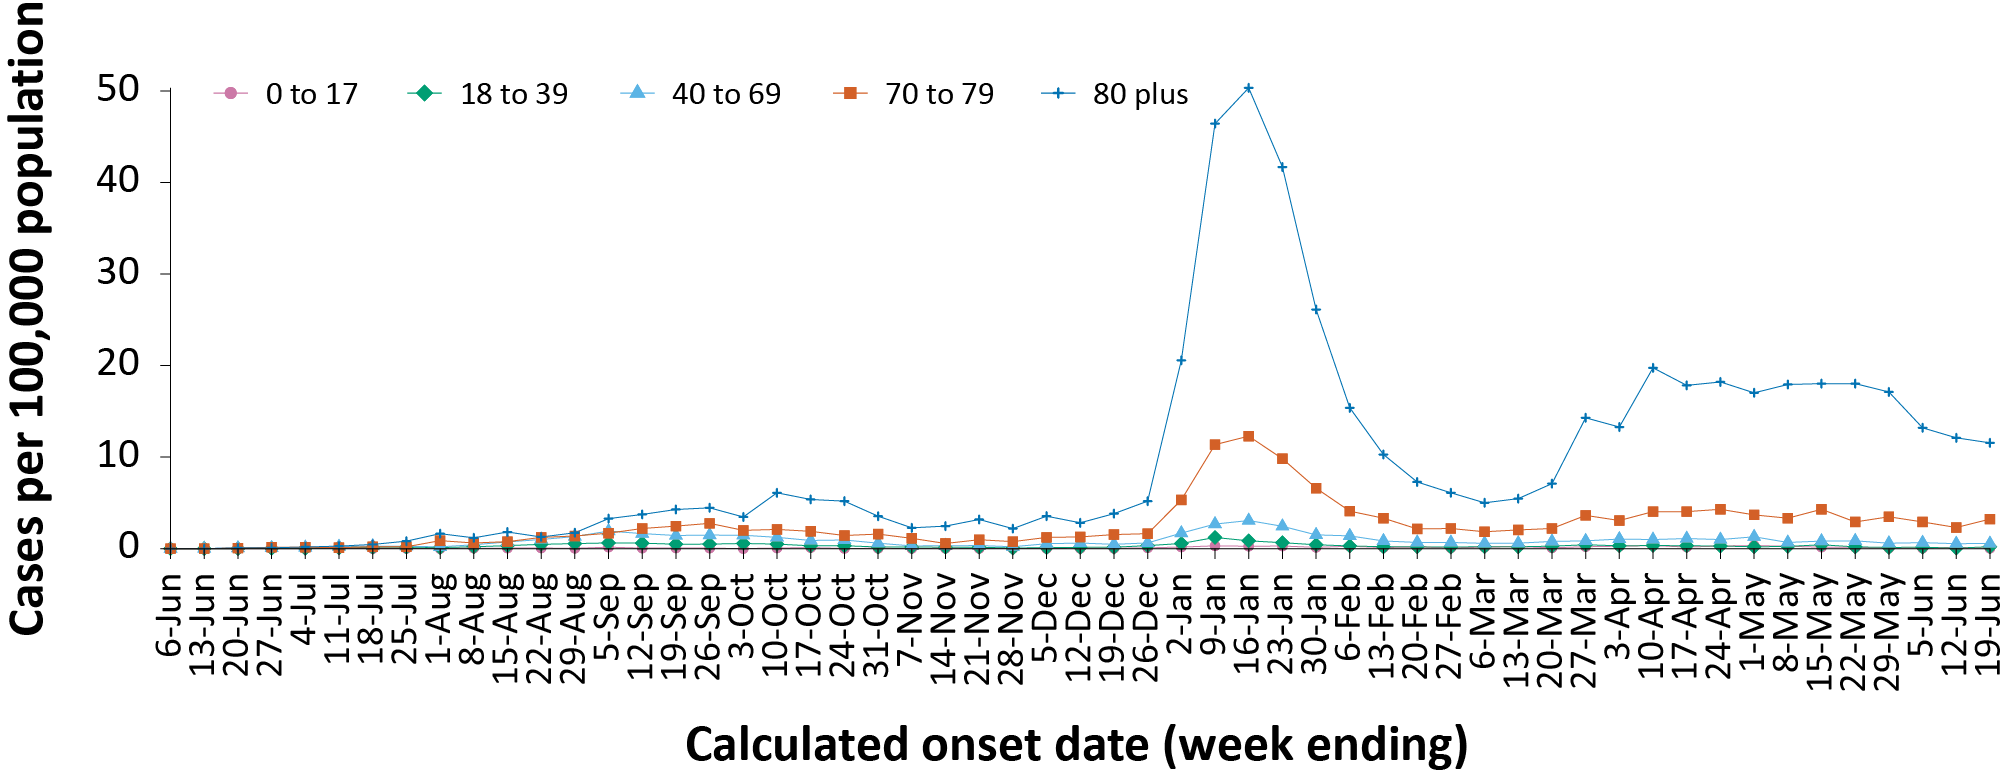 Cases per 100,000 population
50
40
30
20
10
0
0 to 17
18 to 39
40 to 69
70 to 79
80 plus
6-Jun
13-Jun
20-Jun
27-Jun
4-Jul
11-Jul
18-Jul
25-Jul
1-Aug
8-Aug
15-Aug
22-Aug
29-Aug
5-Sep
12-Sep
19-Sep
26-Sep
3-Oct
10-Oct
17-Oct
24-Oct
31-Oct
7-Nov
14-Nov
21-Nov
28-Nov
5-Dec
12-Dec
19-Dec
26-Dec
2-Jan
9-Jan
16-Jan
23-Jan
30-Jan
6-Feb
13-Feb
20-Feb
27-Feb
6-Mar
13-Mar
20-Mar
27-Mar
3-Apr
10-Apr
17-Apr
24-Apr
1-May
8-May
15-May
22-May
29-May
5-Jun
12-Jun
19-Jun
Calculated onset date (week ending)